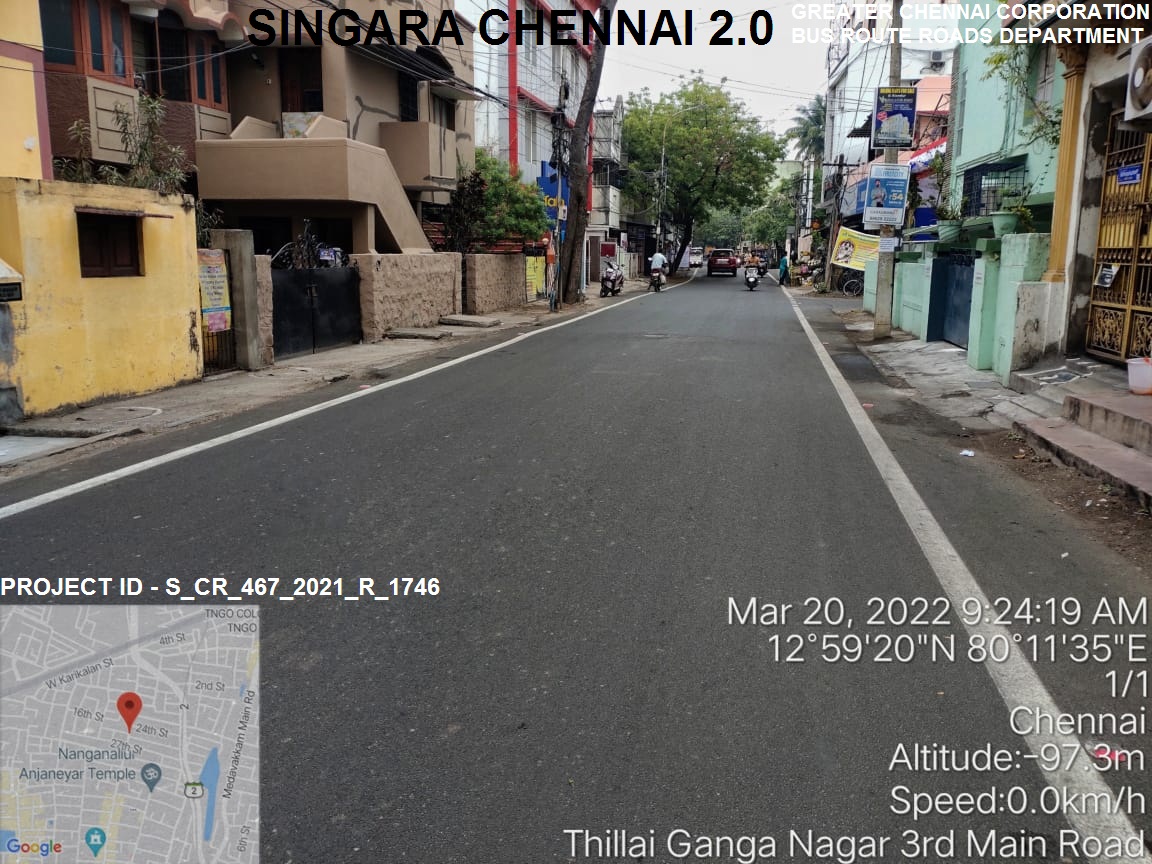 SINGARA CHENNAI 2.0
GREATER CHENNAI CORPORATION
BUS ROUTE ROADS DEPARTMENT
PROJECT ID - S_CR_467_2021_R_1746
TNGO COL
TNGO
4th St
W Karikalan St
2nd St
16th St
24th St
27th St
2
Medavakkam Main Rd
Nanganallur
Anjaneyar Temple
2
6th St
Google
Mar 20, 2022 9:24:19 AM
12°59'20"N 80°11'35"E
1/1
Chennai
Altitude:-97.3m
Speed:0.0km/h
Thillai Ganga Nagar 3rd Main Road